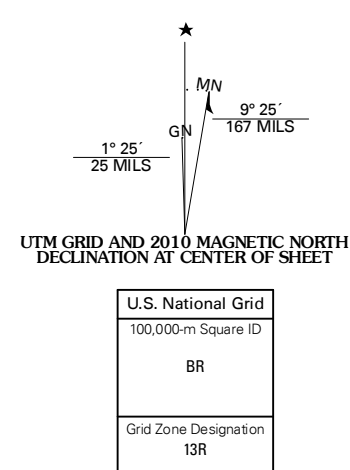 MN
9° 25´
167 MILS
GN
1° 25´
25 MILS
UTM GRID AND 2010 MAGNETIC NORTH
DECLINATION AT CENTER OF SHEET
U.S. National Grid
100,000-m Square ID
BR
Grid Zone Designation
13R